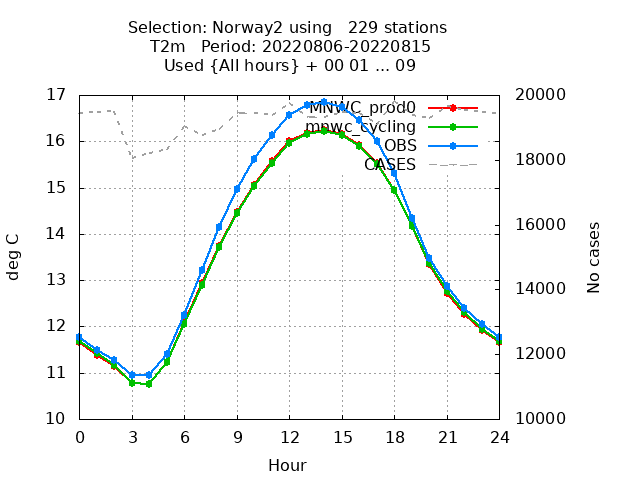 Selection: Norway2 using   229 stations
T2m   Period: 20220806-20220815
Used {All hours} + 00 01 ... 09
MNWC_prod0
mnwc_cycling
OBS
CASES
17
16
15
14
13
12
11
10
20000
18000
16000
14000
12000
10000
deg C
No cases
0 3 6 9 12 15 18 21 24
Hour